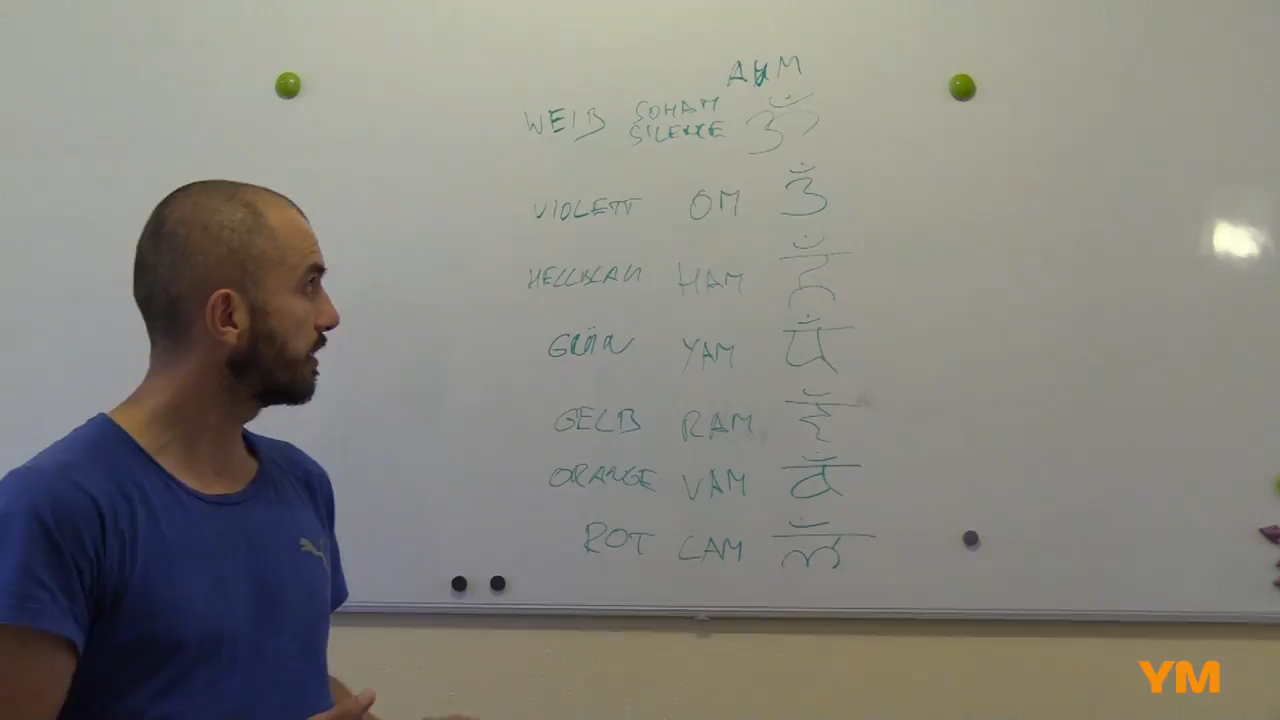 AUM
WEIß SOHAM
SILENCE ॐ
VIOLETT OM
HELLBLAU HAM हं
GRÜN YAM यं
GELB RAM रं
ORANGE VAM वं
ROT LAM लं
YM